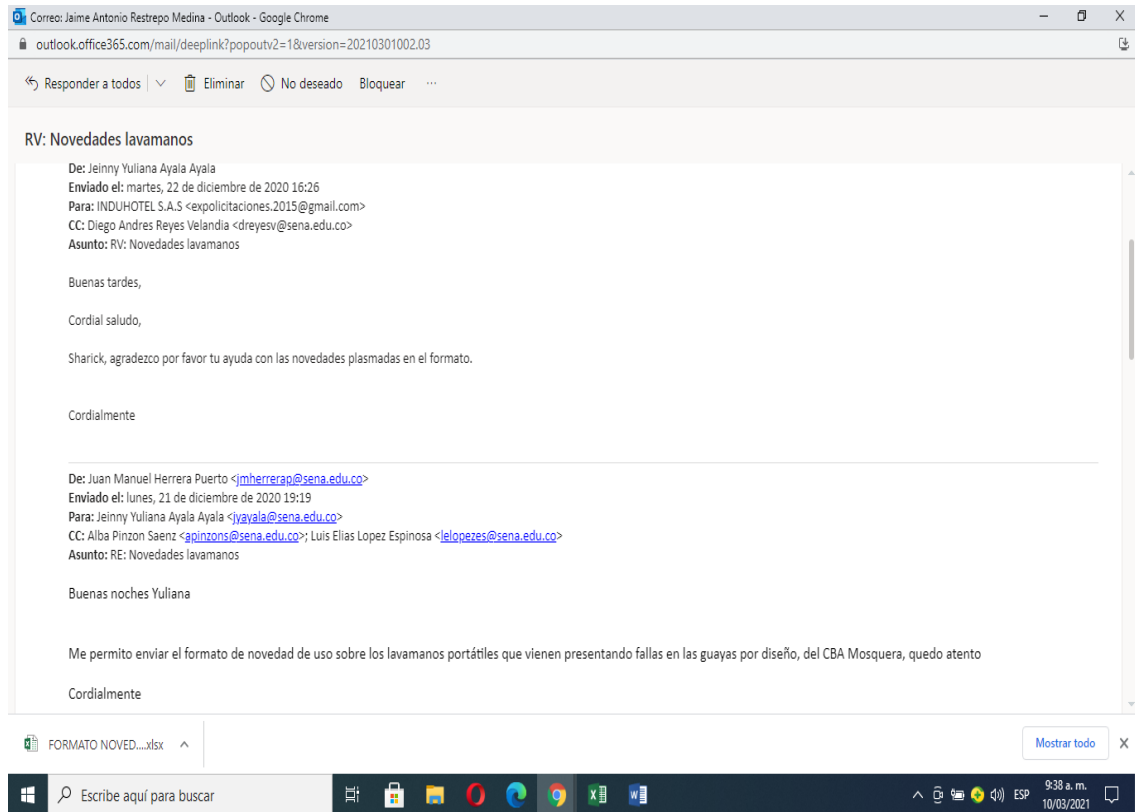 Correo: Jaime Antonio Restrepo Medina - Outlook - Google Chrome
outlook.office365.com/mail/deeplink?popoutv2=1&version=20210301002.03
Responder a todos Eliminar No deseado Bloquear ...
RV: Novedades lavamanos
De: Jeinny Yuliana Ayala Ayala
Enviado el: martes, 22 de diciembre de 2020 16:26
Para: INDUHOTEL S.A.S <expolicitaciones.2015@gmail.com>
CC: Diego Andres Reyes Velandia <dreyesv@sena.edu.co>
Asunto: RV: Novedades lavamanos
Buenas tardes,
Cordial saludo,
Sharick, agradezco por favor tu ayuda con las novedades plasmadas en el formato.
Cordialmente
De: Juan Manuel Herrera Puerto <jmherrerap@sena.edu.co>
Enviado el: lunes, 21 de diciembre de 2020 19:19
Para: Jeinny Yuliana Ayala Ayala <jyayala@sena.edu.co>
CC: Alba Pinzon Saenz <apinzons@sena.edu.co>; Luis Elias Lopez Espinosa <lelopezes@sena.edu.co>
Asunto: RE: Novedades lavamanos
Buenas noches Yuliana
Me permito enviar el formato de novedad de uso sobre los lavamanos portátiles que vienen presentando fallas en las guayas por diseño, del CBA Mosquera, quedo atento
Cordialmente
FORMATO NOVED....xlsx
Mostrar todo
Escribe aquí para buscar
ESP
9:38 a. m.
10/03/2021